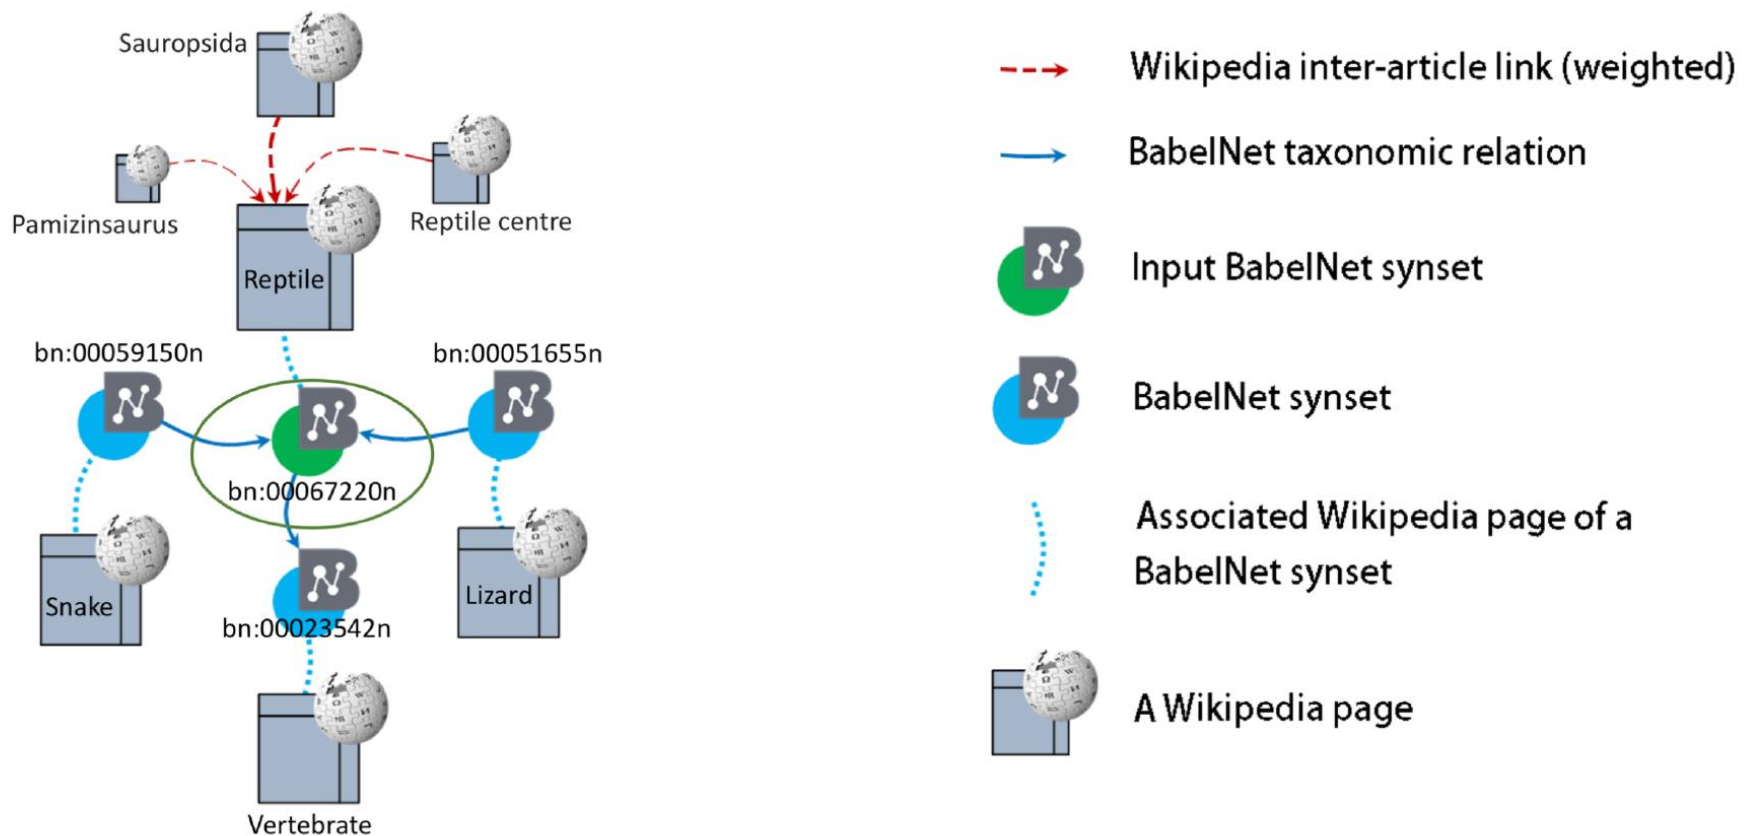 Sauropsida
Pamizinsaurus
Reptile centre
Reptile
bn:00059150n
bn:00051655n
bn:00067220n
Snake
Lizard
bn:00023542n
Vertebrate
Wikipedia inter-article link (weighted)
BabelNet taxonomic relation
Input BabelNet synset
BabelNet synset
Associated Wikipedia page of a
BabelNet synset
A Wikipedia page